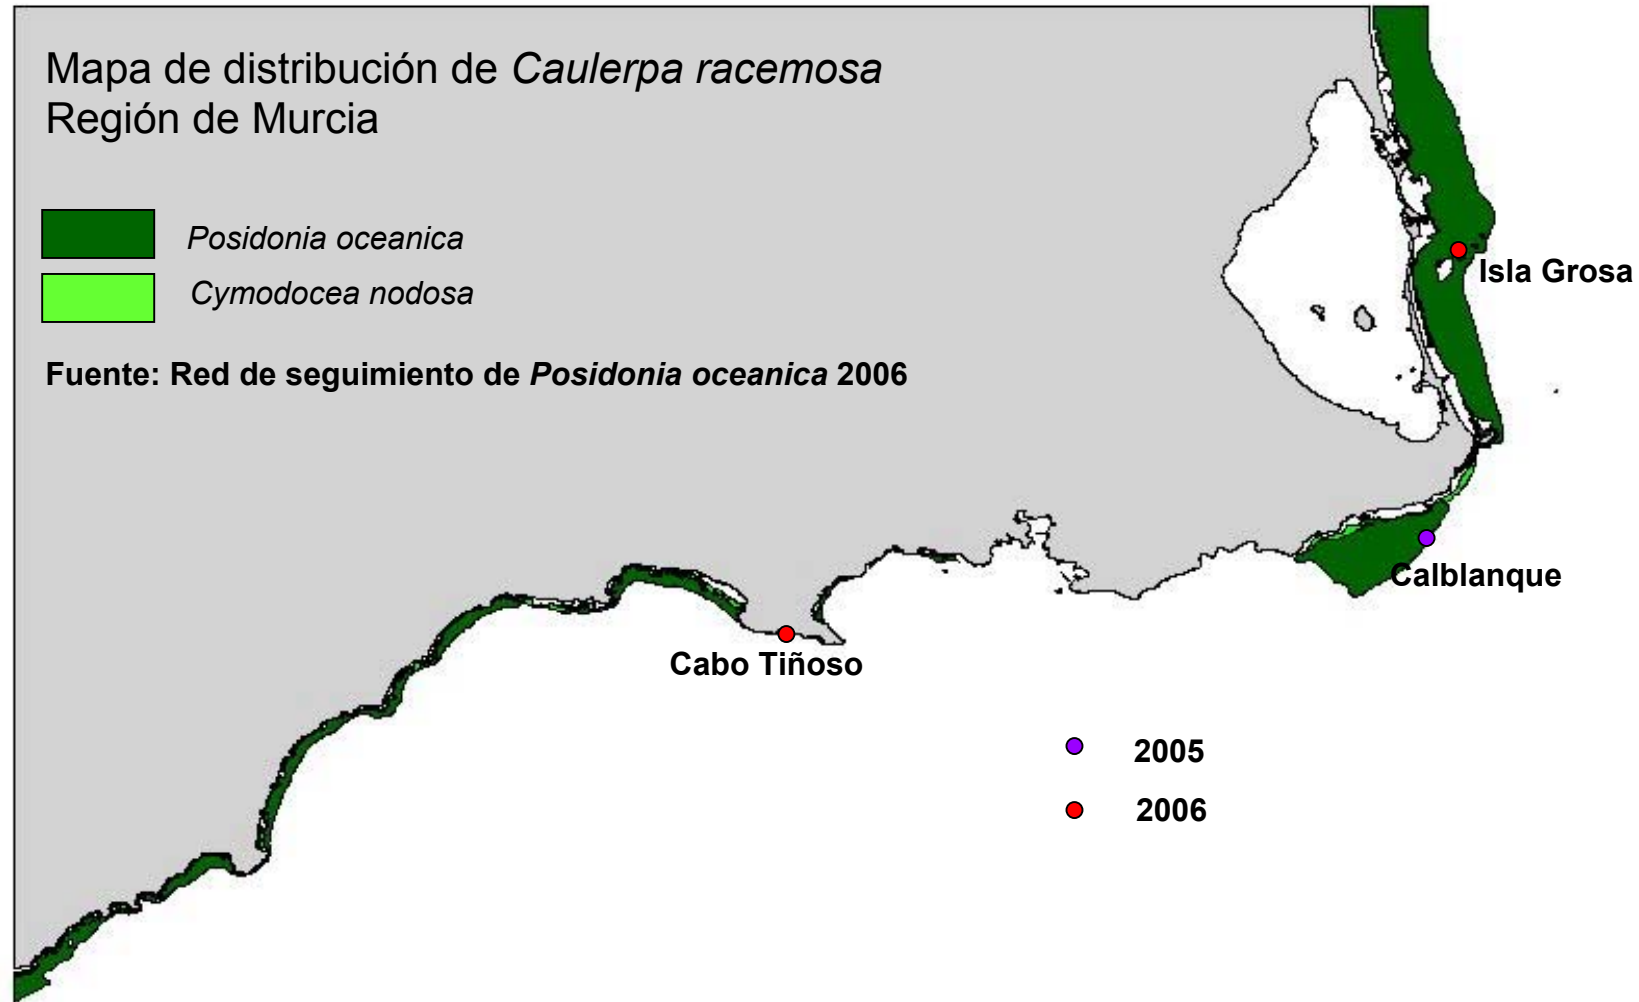 Mapa de distribución de Caulerpa racemosa
Región de Murcia
Posidonia oceanica
Cymodocea nodosa
Fuente: Red de seguimiento de Posidonia oceanica 2006
Isla Grosa
Calblanque
Cabo Tiñoso
2005
2006